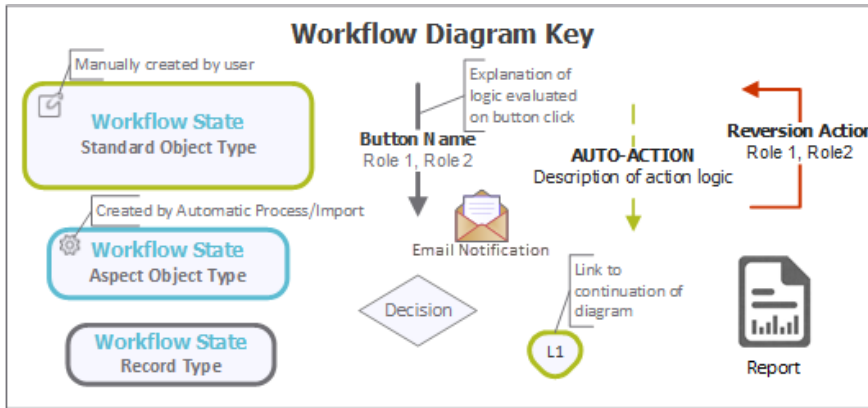 Workflow Diagram Key
Manually created by user
Workflow State
Standard Object Type
Created by Automatic Process/Import
Workflow State
Aspect Object Type
Workflow State
Record Type
Explanation of
logic evaluated
on button click
Button Name
Role 1, Role 2
Email Notification
Decision
AUTO-ACTION
Description of action logic
Link to
continuation of
diagram
L1
Reversion Action
Role 1, Role2
Report